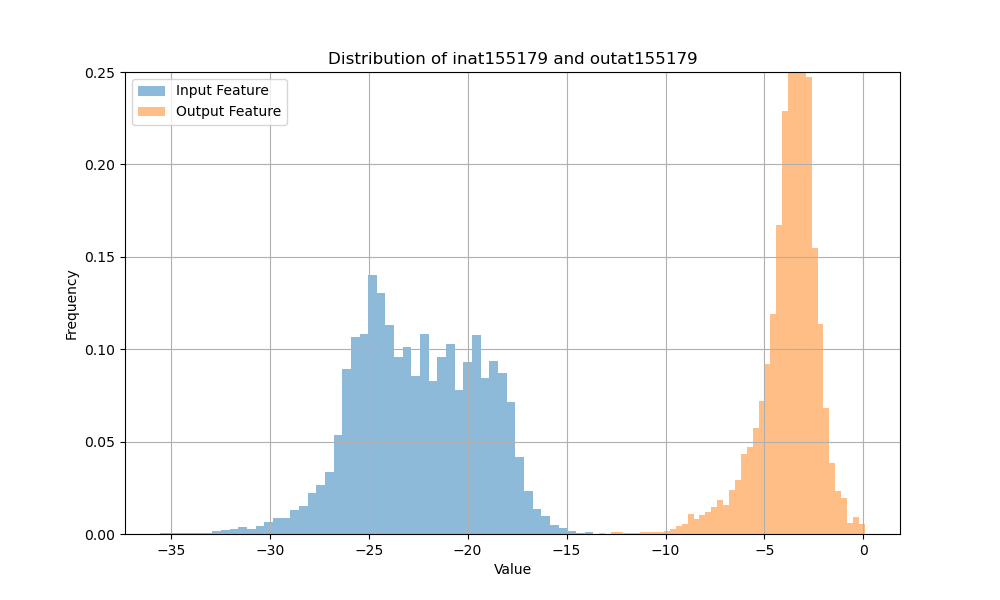 Distribution of inat155179 and outat155179
Input Feature
Output Feature
Frequency
0.25
0.20
0.15
0.10
0.05
0.00
−35 −30 −25 −20 −15 −10 −5 0
Value